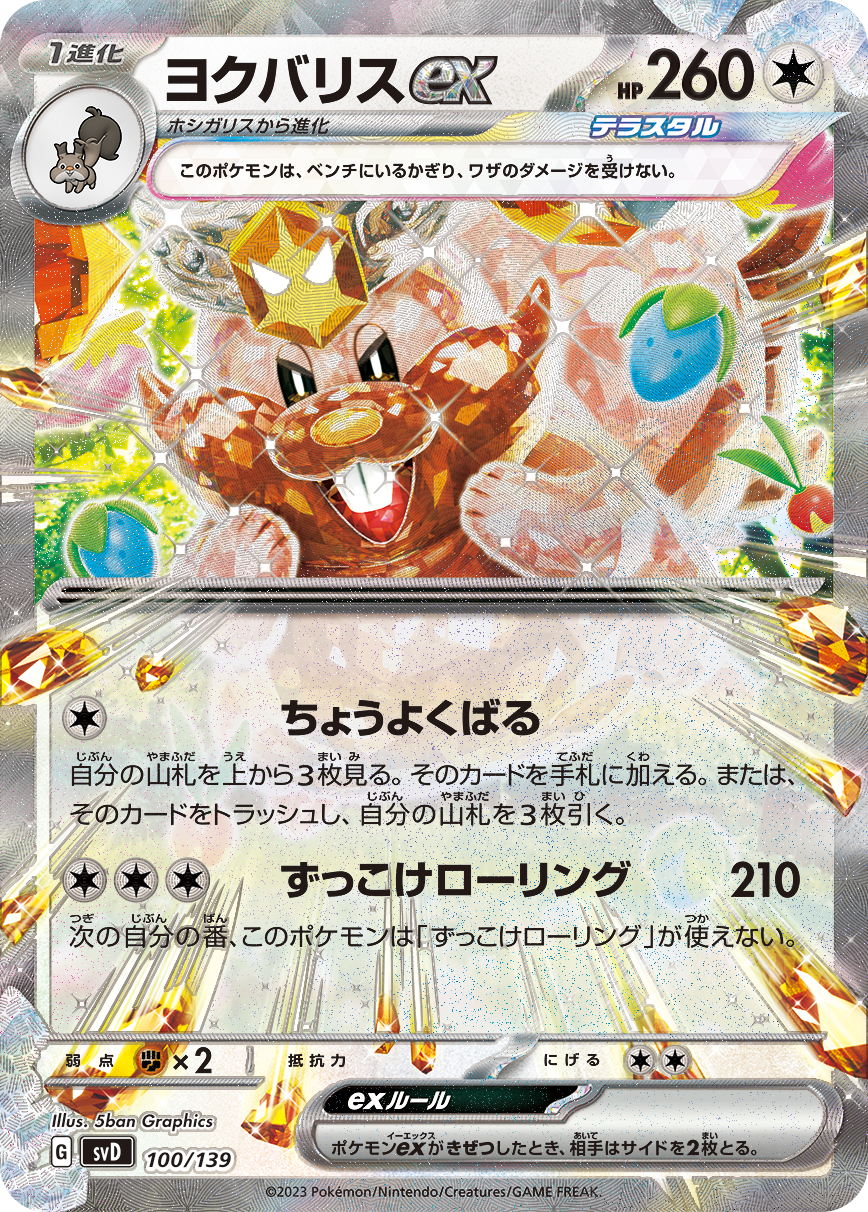 1進化
ヨクバリスex
HP260
ホシガリスから進化
テラスタル
このポケモンは、ベンチにいるかぎり、ワザのダメージを受けない。
ちょうよくばる
自分の山札を上から3枚見る。そのカードを手札に加える。または、
そのカードをトラッシュし、自分の山札を3枚引く。
ずっこけローリング 210
次の自分の番、このポケモンは「ずっこけローリング」が使えない。
弱点 ×2 抵抗力 にげる
exルール
ポケモンexがきぜつしたとき、相手はサイドを2枚とる。
Illus. 5ban Graphics
G svD 100/139
©2023 Pokémon/Nintendo/Creatures/GAME FREAK.